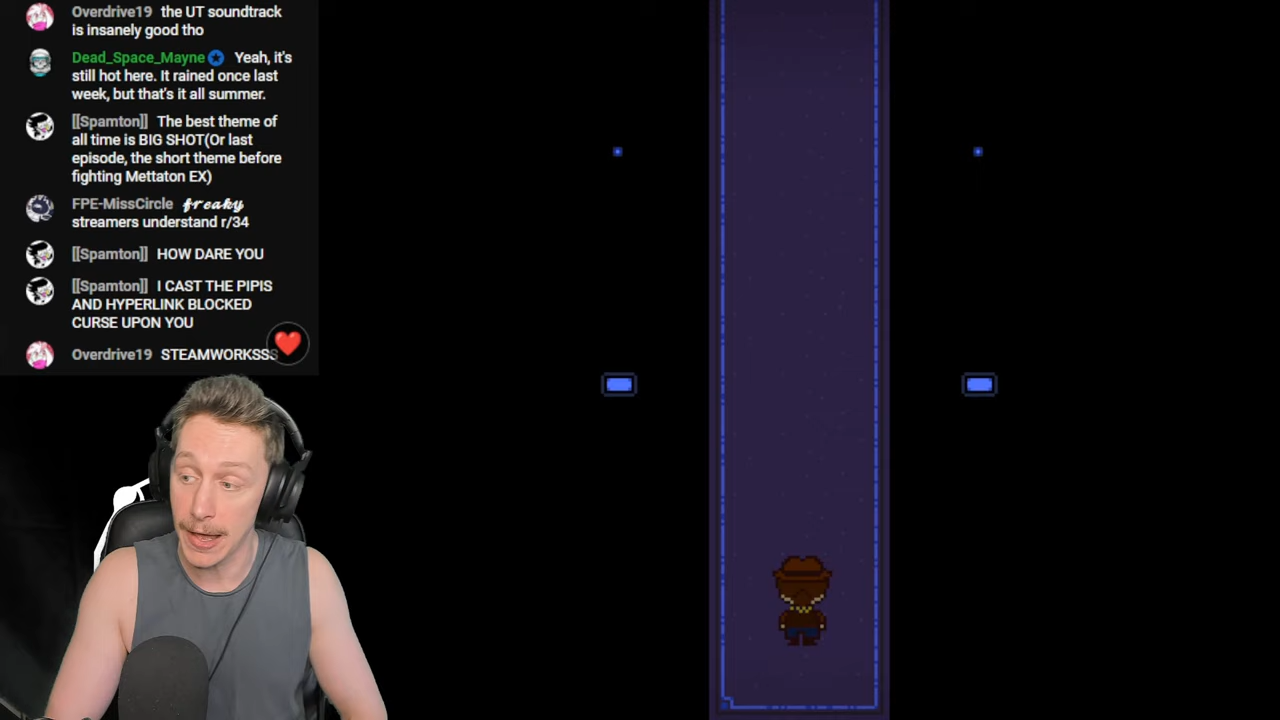 Overdrive19 the UT soundtrack
is insanely good tho
Dead_Space_Mayne Yeah, it's
still hot here. It rained once last
week, but that's it all summer.
[[Spamton]] The best theme of
all time is BIG SHOT(Or last
episode, the short theme before
fighting Mettaton EX)
FPE-MissCircle 𝓯𝓻𝓮𝓪𝓴𝔂
streamers understand r/34
[[Spamton]] HOW DARE YOU
[[Spamton]] I CAST THE PIPIS
AND HYPERLINK BLOCKED
CURSE UPON YOU
Overdrive19 STEAMWORKSSS